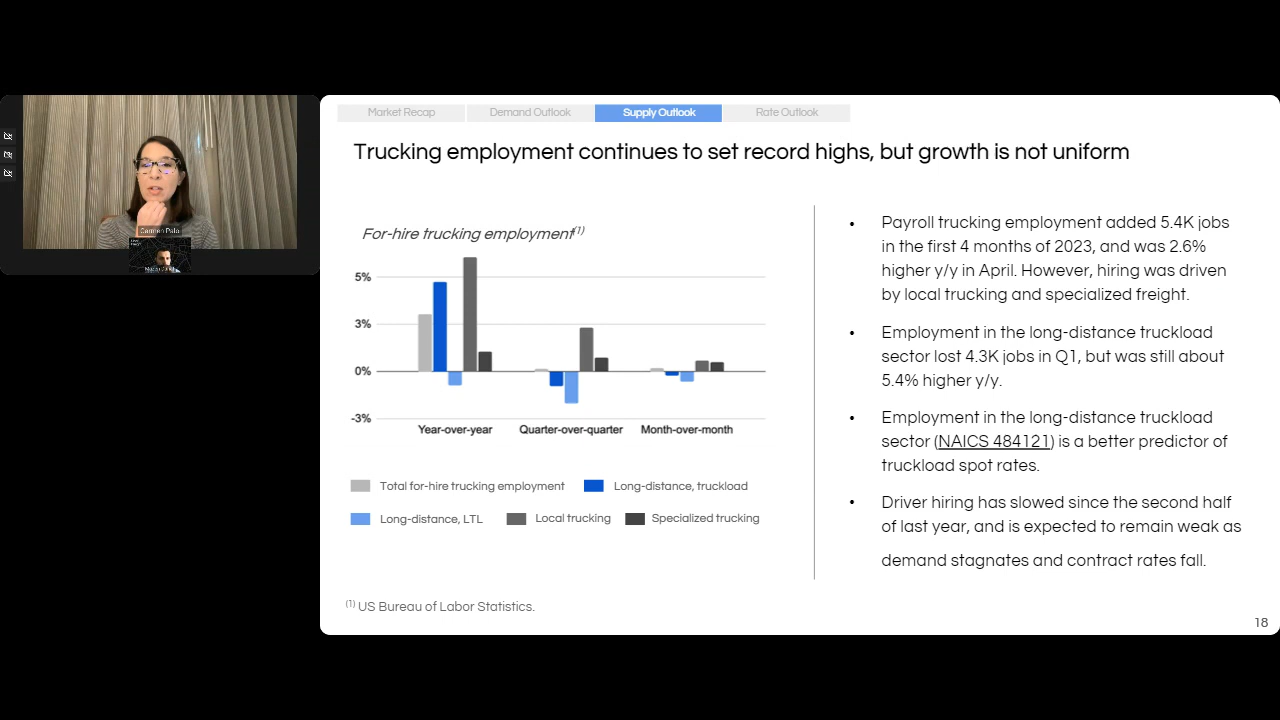 Market Recap
Demand Outlook
Supply Outlook
Rate Outlook
Trucking employment continues to set record highs, but growth is not uniform
For-hire trucking employment(1)
5%
3%
0%
-3%
Year-over-year
Quarter-over-quarter
Month-over-month
Total for-hire trucking employment
Long-distance, truckload
Long-distance, LTL
Local trucking
Specialized trucking
(1) US Bureau of Labor Statistics.
• Payroll trucking employment added 5.4K jobs
in the first 4 months of 2023, and was 2.6%
higher y/y in April. However, hiring was driven
by local trucking and specialized freight.
• Employment in the long-distance truckload
sector lost 4.3K jobs in Q1, but was still about
5.4% higher y/y.
• Employment in the long-distance truckload
sector (NAICS 484121) is a better predictor of
truckload spot rates.
• Driver hiring has slowed since the second half
of last year, and is expected to remain weak as
demand stagnates and contract rates fall.
18
Carmen Palo